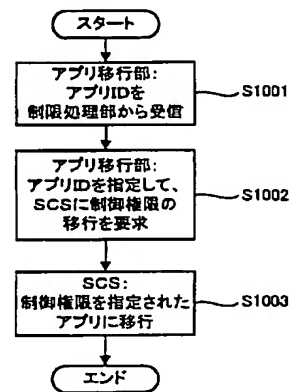 スタート
アプリ移行部:
アプリIDを
制限処理部から受信
S1001
アプリ移行部:
アプリIDを指定して、
SCSに制御権限の
移行を要求
S1002
SCS:
制御権限を指定された
アプリに移行
S1003
エンド